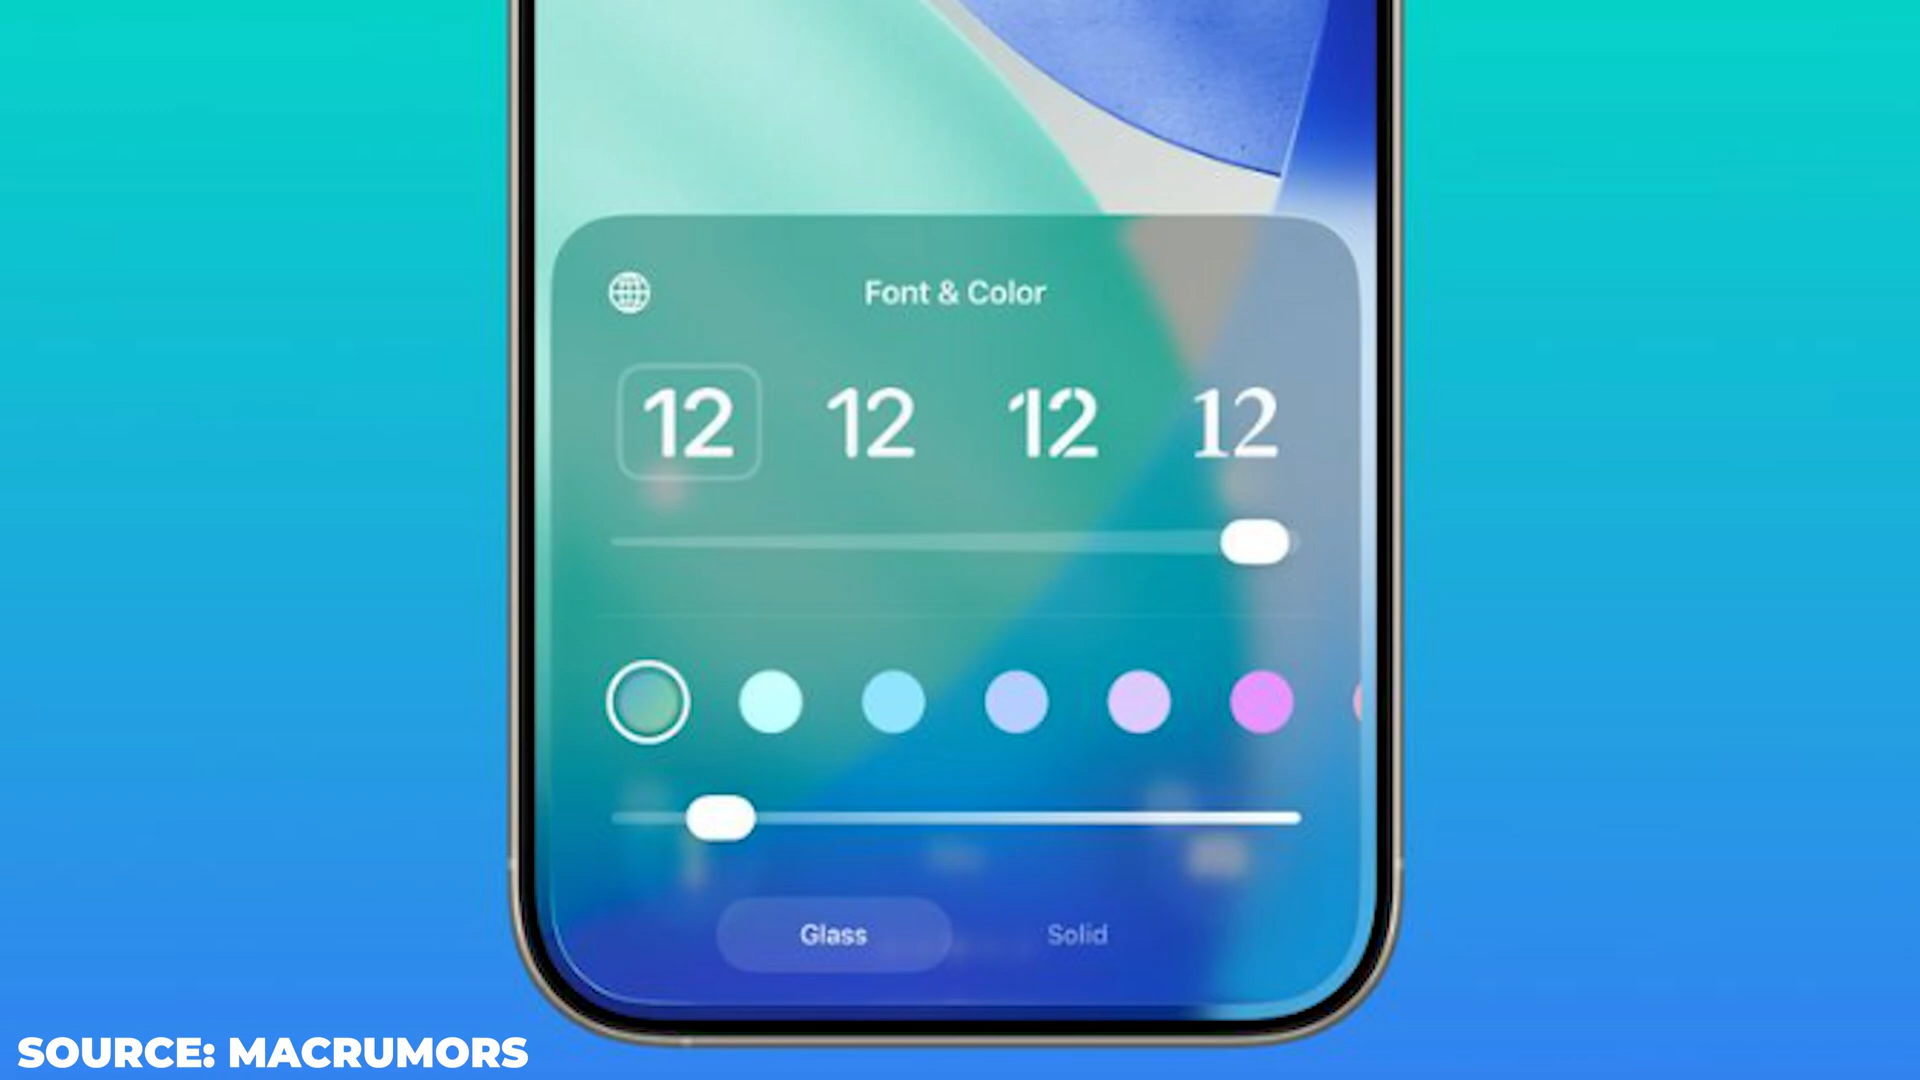 Font & Color
12 12 12 12
Glass Solid
SOURCE: MACRUMORS